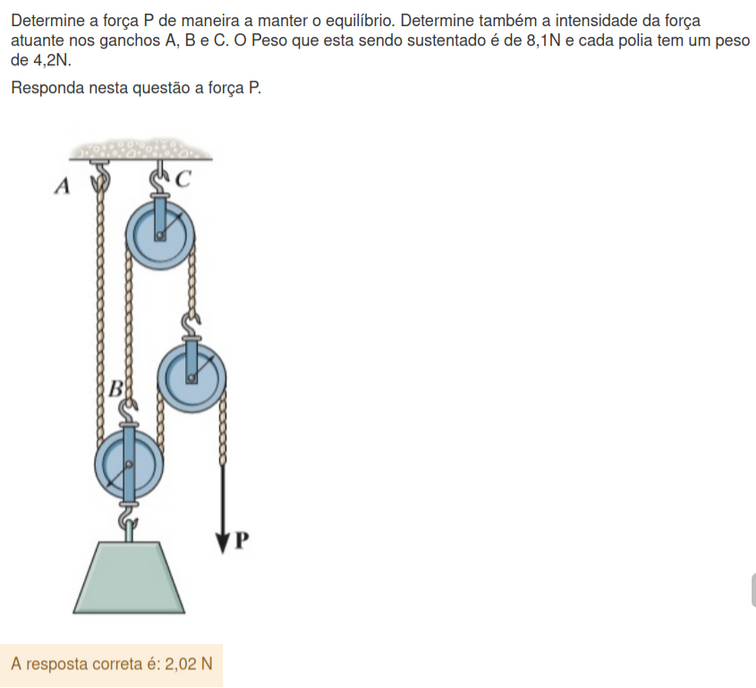 Determine a força P de maneira a manter o equilíbrio. Determine também a intensidade da força
atuante nos ganchos A, B e C. O Peso que esta sendo sustentado é de 8,1N e cada polia tem um peso
de 4,2N.
Responda nesta questão a força P.
A
C
B
P
A resposta correta é: 2,02 N